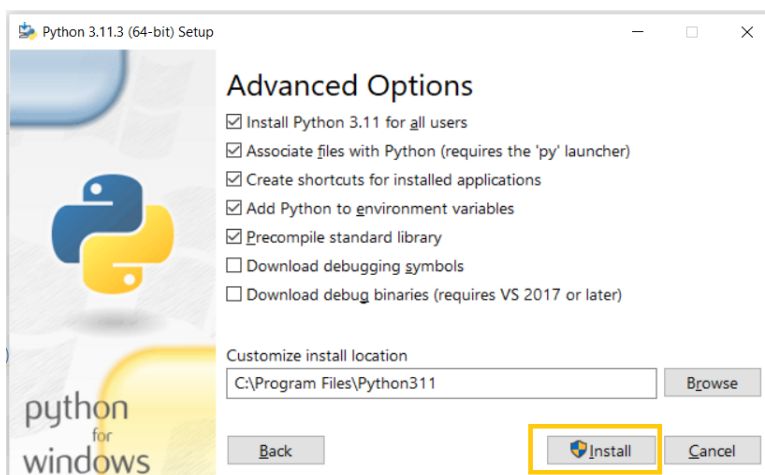 Python 3.11.3 (64-bit) Setup
Advanced Options
Install Python 3.11 for all users
Associate files with Python (requires the 'py' launcher)
Create shortcuts for installed applications
Add Python to environment variables
Precompile standard library
Download debugging symbols
Download debug binaries (requires VS 2017 or later)
Customize install location
C:\Program Files\Python311
Browse
python
for
windows
Back
Install
Cancel